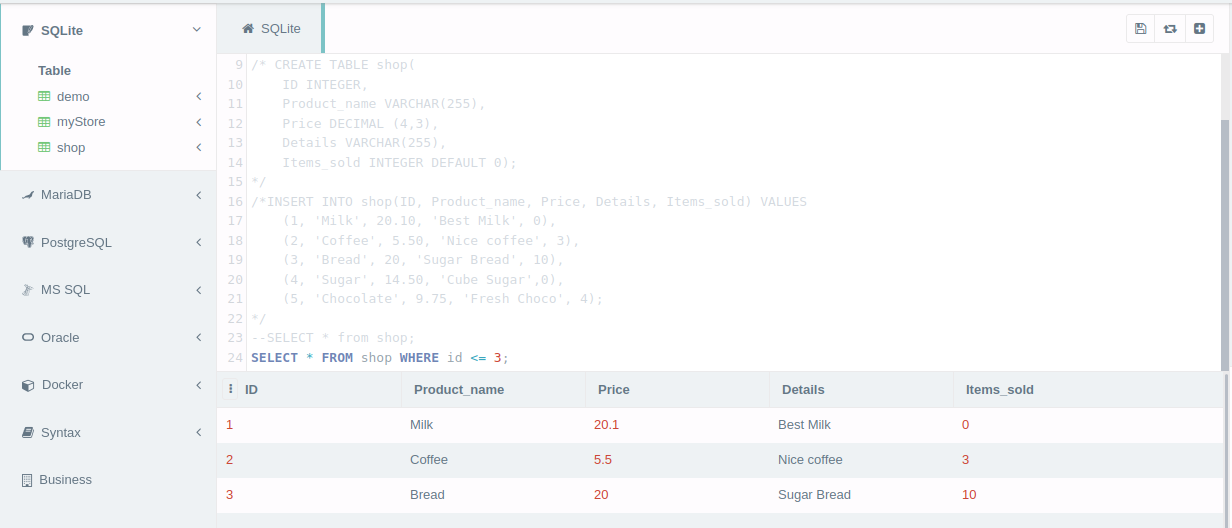 SQLite
Table
demo
myStore
shop
MariaDB
PostgreSQL
MS SQL
Oracle
Docker
Syntax
Business
SQLite
9 /* CREATE TABLE shop(
10 ID INTEGER,
11 Product_name VARCHAR(255),
12 Price DECIMAL (4,3),
13 Details VARCHAR(255),
14 Items_sold INTEGER DEFAULT 0);
15 */
16 /*INSERT INTO shop(ID, Product_name, Price, Details, Items_sold) VALUES
17 (1, 'Milk', 20.10, 'Best Milk', 0),
18 (2, 'Coffee', 5.50, 'Nice coffee', 3),
19 (3, 'Bread', 20, 'Sugar Bread', 10),
20 (4, 'Sugar', 14.50, 'Cube Sugar',0),
21 (5, 'Chocolate', 9.75, 'Fresh Choco', 4);
22 */
23 --SELECT * from shop;
24 SELECT * FROM shop WHERE id <= 3;
ID Product_name Price Details Items_sold
1 Milk 20.1 Best Milk 0
2 Coffee 5.5 Nice coffee 3
3 Bread 20 Sugar Bread 10